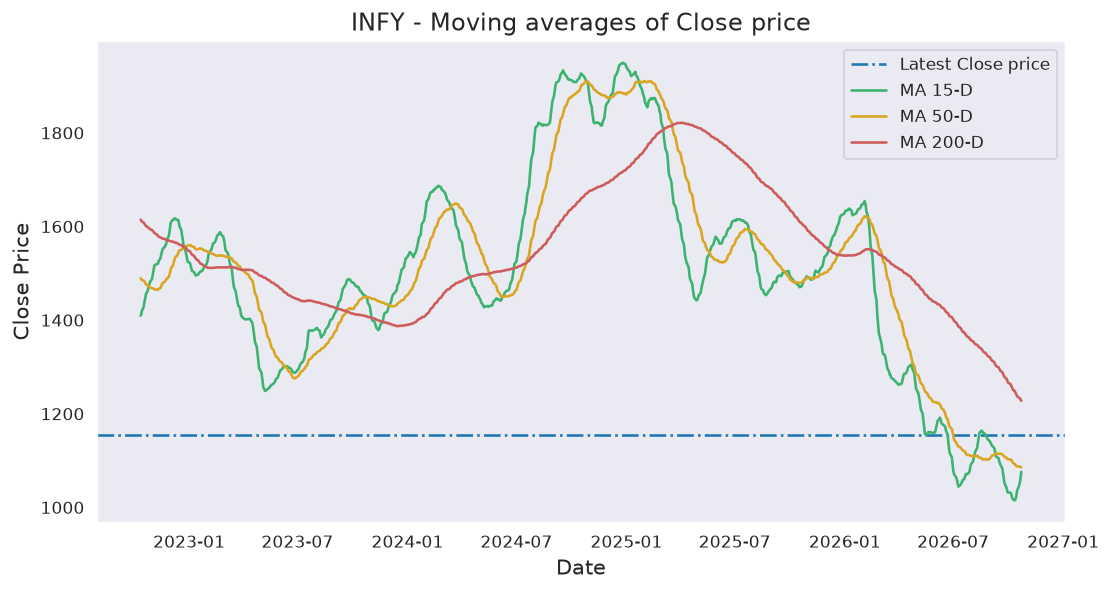 INFY - Moving averages of Close price
Latest Close price
MA 15-D
MA 50-D
MA 200-D
Close Price
1800
1600
1400
1200
1000
2023-01
2023-07
2024-01
2024-07
2025-01
2025-07
2026-01
2026-07
2027-01
Date